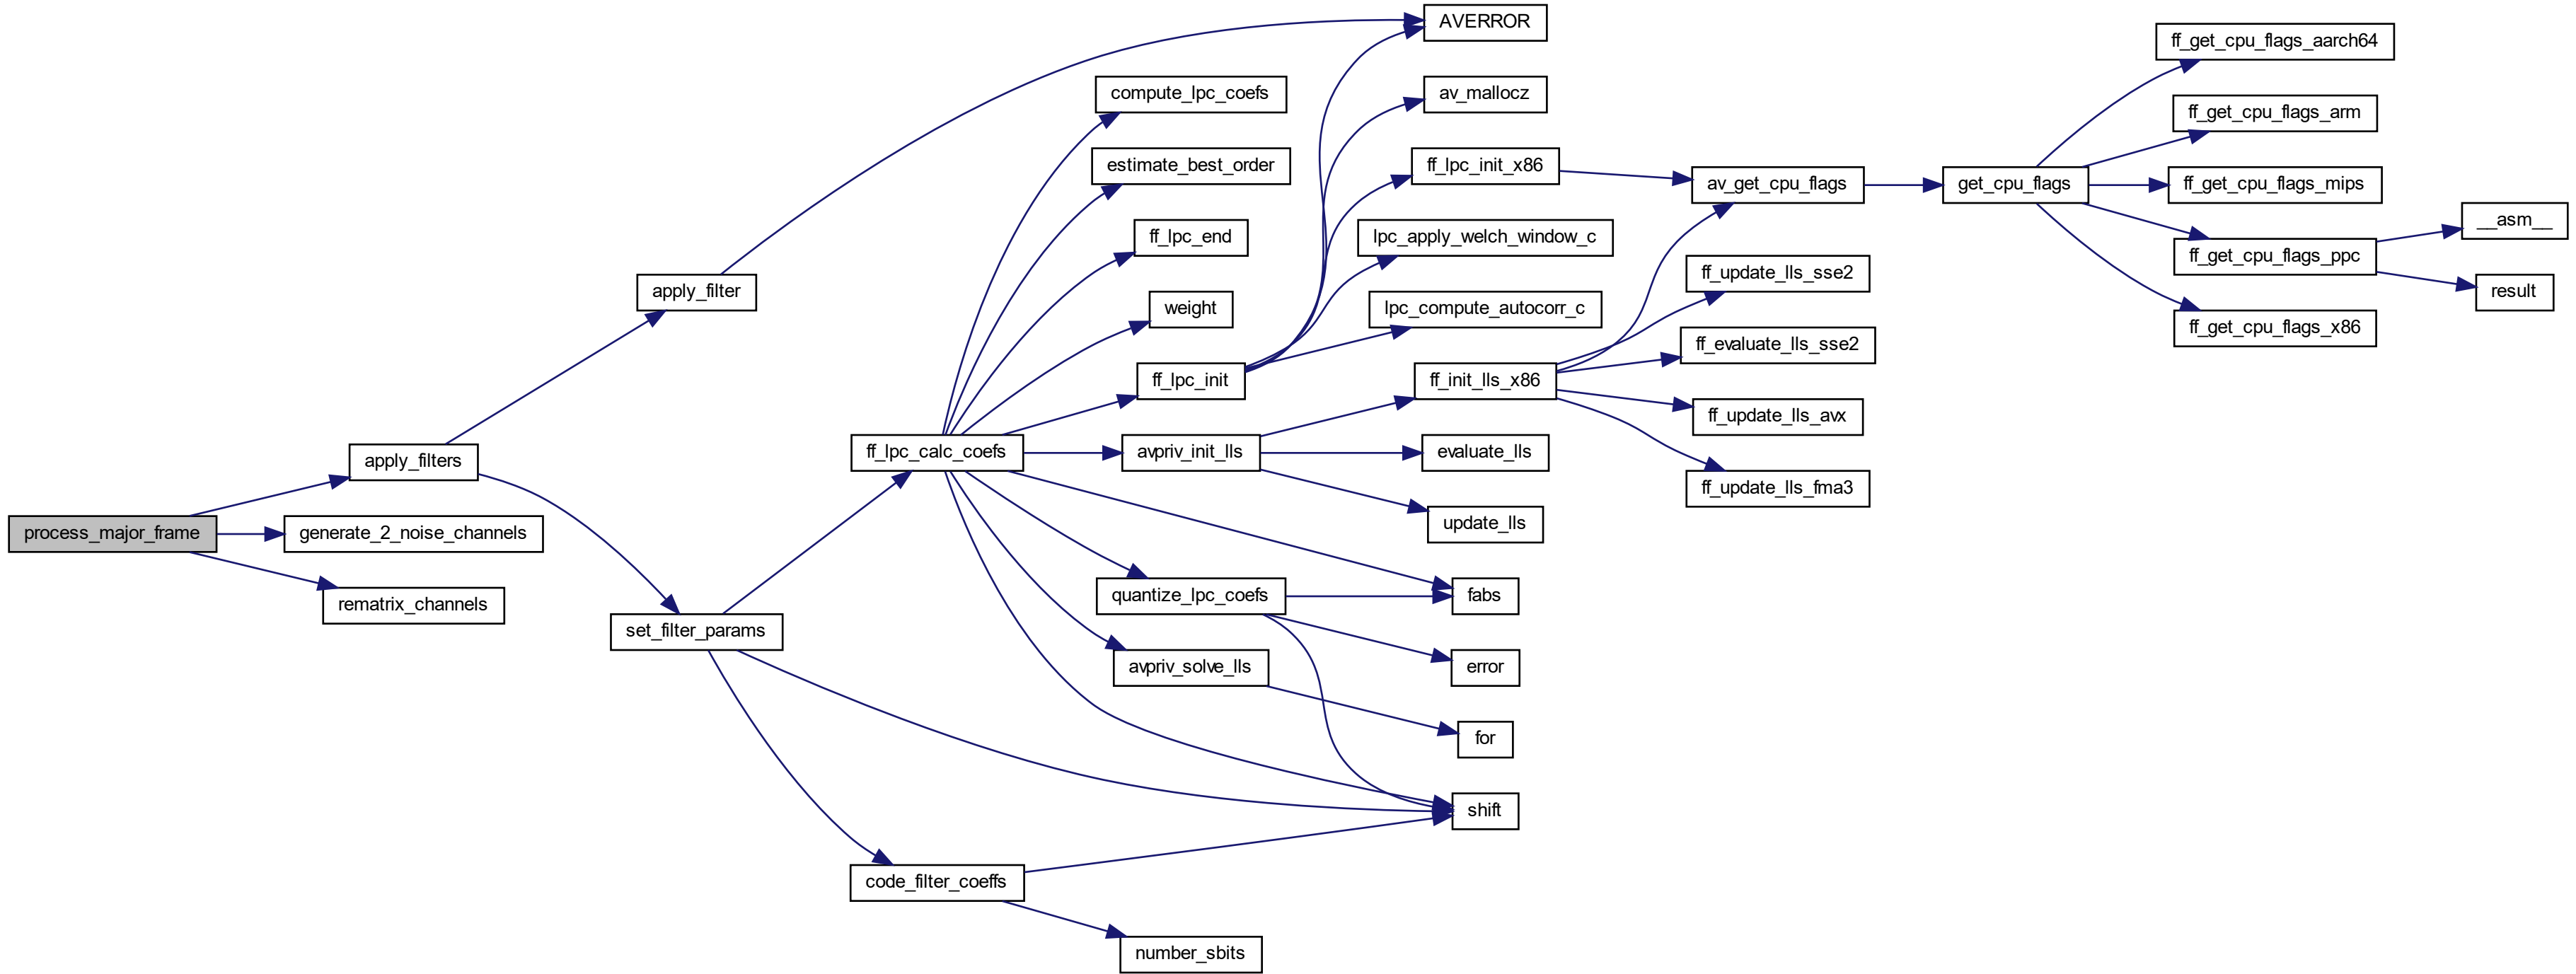 process_major_frame
apply_filters
generate_2_noise_channels
rematrix_channels
apply_filter
set_filter_params
ff_lpc_calc_coefs
code_filter_coeffs
compute_lpc_coefs
estimate_best_order
ff_lpc_end
weight
ff_lpc_init
avpriv_init_lls
quantize_lpc_coefs
avpriv_solve_lls
number_sbits
AVERROR
av_mallocz
ff_lpc_init_x86
lpc_apply_welch_window_c
lpc_compute_autocorr_c
ff_init_lls_x86
evaluate_lls
update_lls
fabs
error
for
shift
av_get_cpu_flags
ff_update_lls_sse2
ff_evaluate_lls_sse2
ff_update_lls_avx
ff_update_lls_fma3
get_cpu_flags
ff_get_cpu_flags_aarch64
ff_get_cpu_flags_arm
ff_get_cpu_flags_mips
ff_get_cpu_flags_ppc
ff_get_cpu_flags_x86
__asm__
result